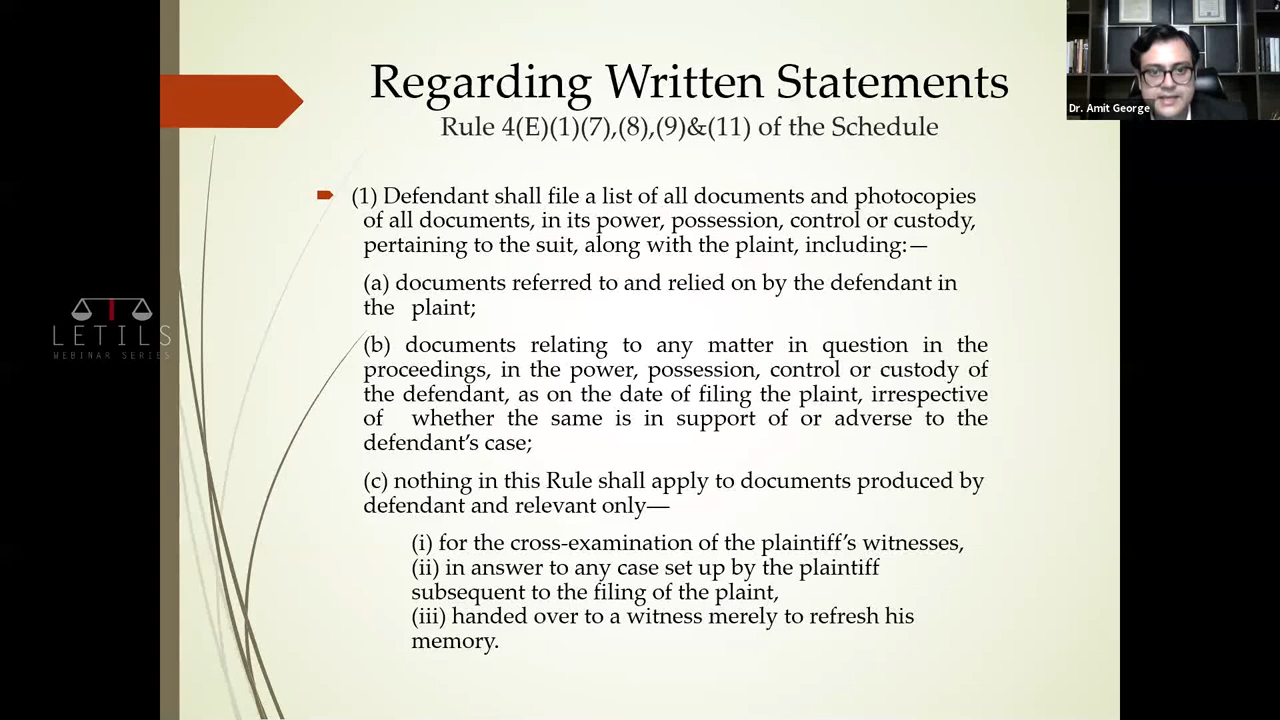 Regarding Written Statements
Rule 4(E)(1)(7),(8),(9)&(11) of the Schedule
Dr. Amit George
(1) Defendant shall file a list of all documents and photocopies
of all documents, in its power, possession, control or custody,
pertaining to the suit, along with the plaint, including:—
(a) documents referred to and relied on by the defendant in
the plaint;
(b) documents relating to any matter in question in the
proceedings, in the power, possession, control or custody of
the defendant, as on the date of filing the plaint, irrespective
of whether the same is in support of or adverse to the
defendant's case;
(c) nothing in this Rule shall apply to documents produced by
defendant and relevant only—
(i) for the cross-examination of the plaintiff's witnesses,
(ii) in answer to any case set up by the plaintiff
subsequent to the filing of the plaint,
(iii) handed over to a witness merely to refresh his
memory.
LETILS
WEBINAR SERIES